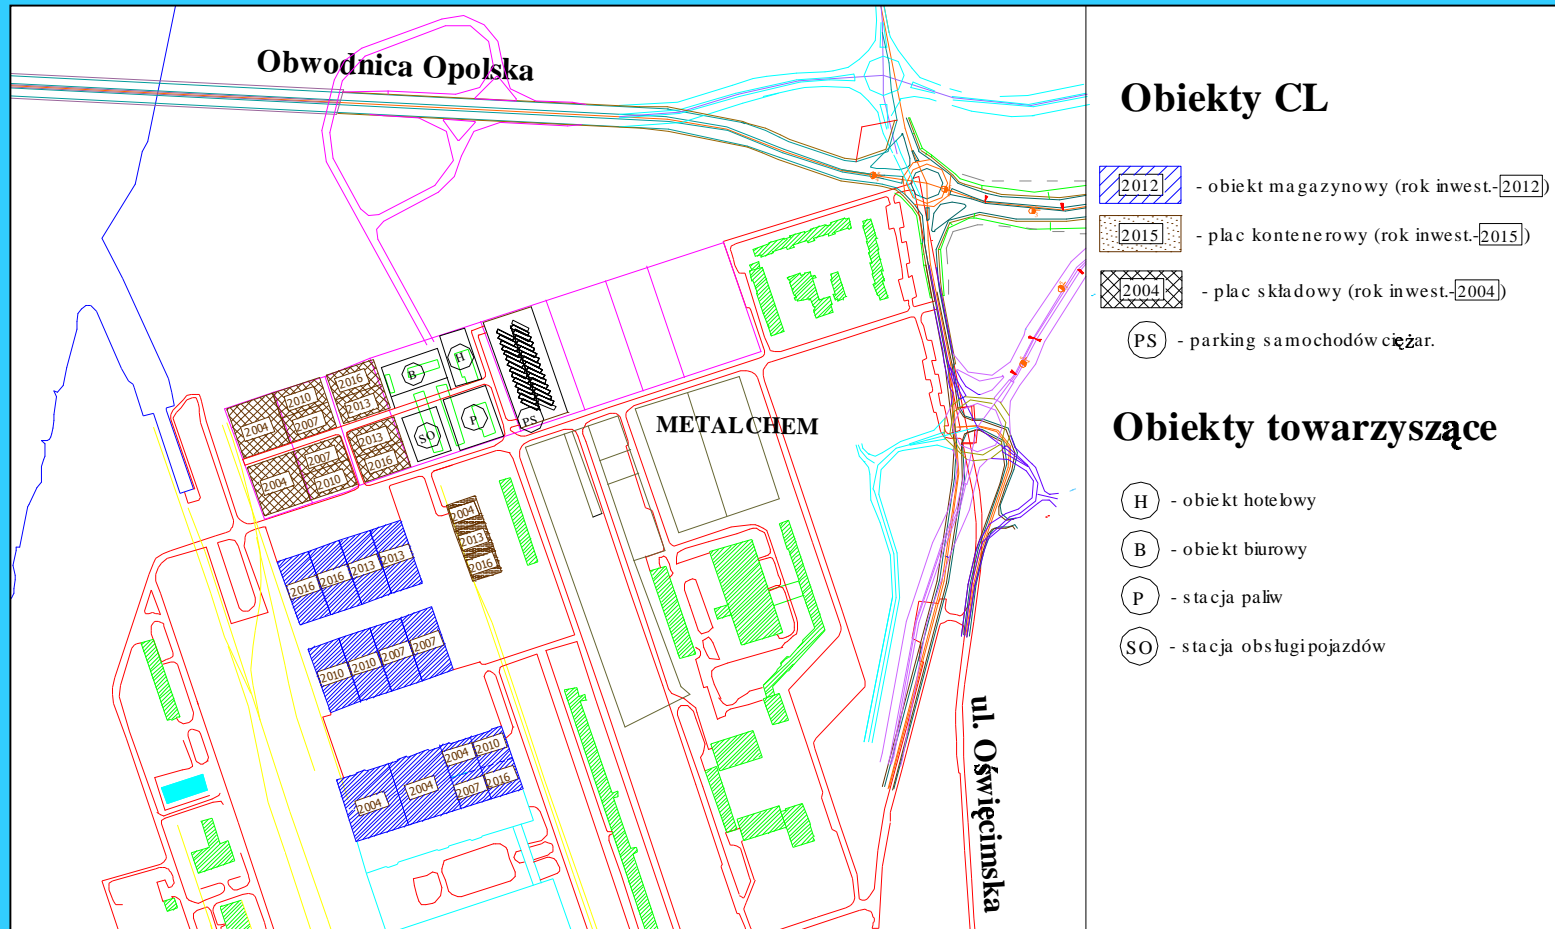 Obwodnica Opolska
METALCHEM
ul. Oświęcimska
2004
2010
2007
2016
2013
2004
2007
2010
2013
2016
B
H
SO
P
PS
2004
2013
2016
2016
2016
2013
2013
2010
2010
2007
2007
2004
2004
2004
2010
2007
2016
Obiekty CL
2012 - obiekt magazynowy (rok inwest.-2012)
2015 - plac kontenerowy (rok inwest.-2015)
2004 - plac składowy (rok inwest.-2004)
PS - parking samochodów ciężar.
Obiekty towarzyszące
H - obiekt hotelowy
B - obiekt biurowy
P - stacja paliw
SO - stacja obsługi pojazdów